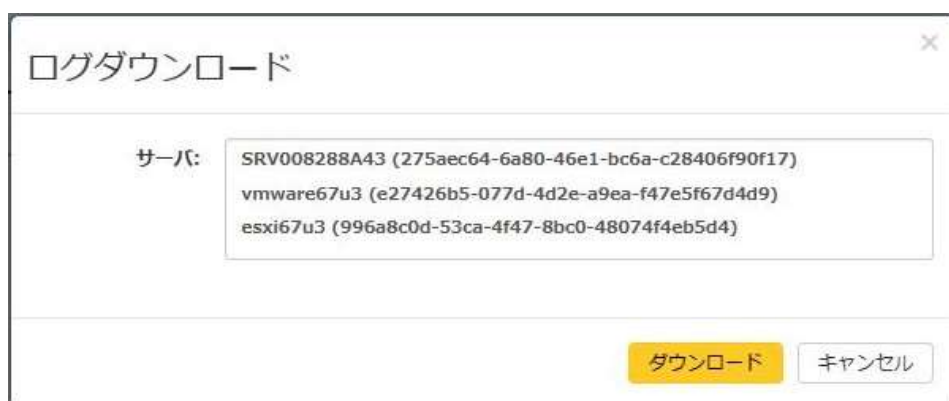 ログダウンロード
×
サーバ:
SRV008288A43 (275aec64-6a80-46e1-bc6a-c28406f90f17)
vmware67u3 (e27426b5-077d-4d2e-a9ea-f47e5f67d4d9)
esxi67u3 (996a8c0d-53ca-4f47-8bc0-48074f4eb5d4)
ダウンロード
キャンセル